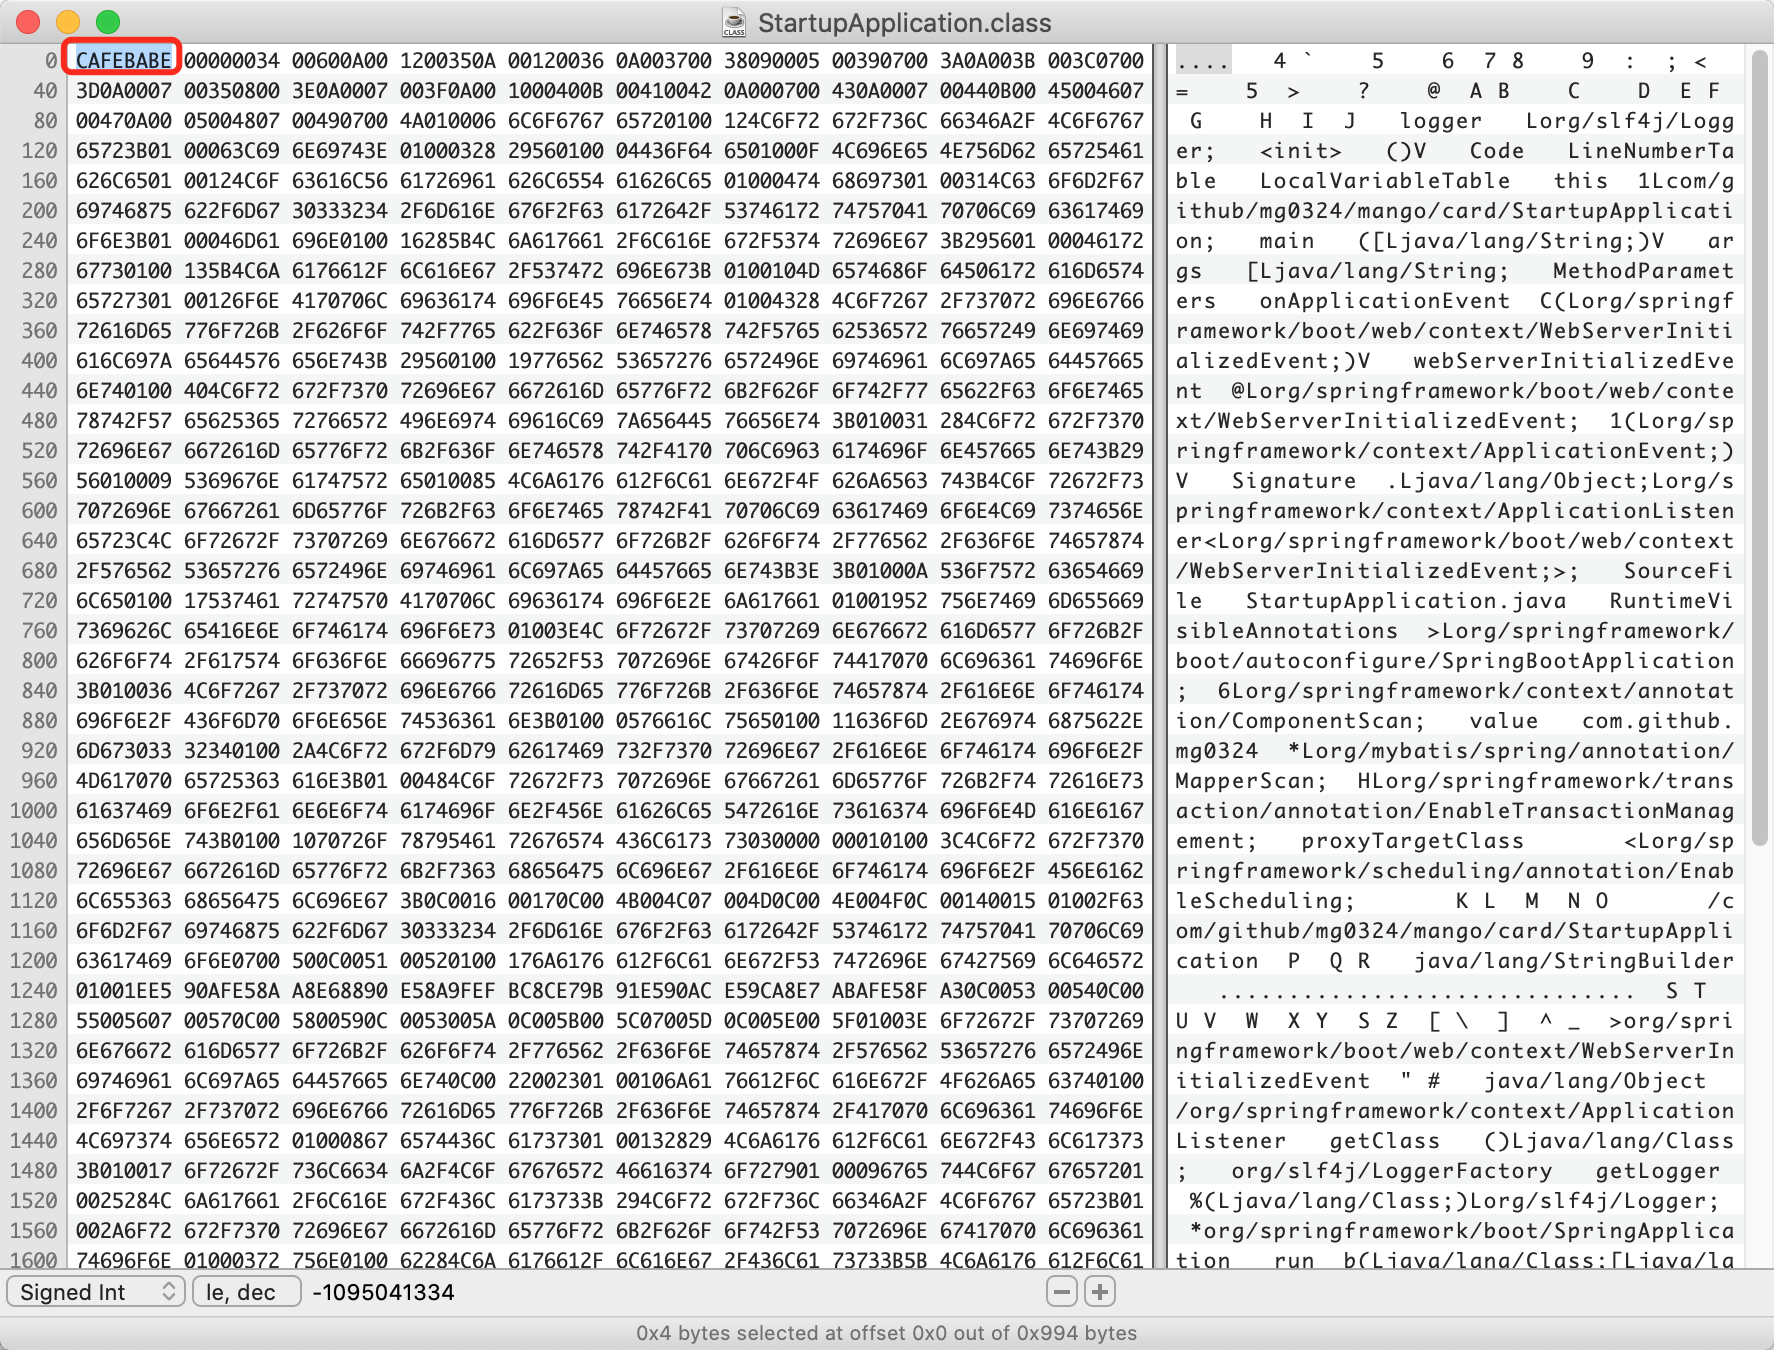 StartupApplication.class
0 CAFEBABE 00000034 00600A00 1200350A 00120036 0A003700 38090005 00390700 3A0A003B 003C0700 .... 4 ` 5 6 7 8 9 : ; <
40 3D0A0007 00350800 3E0A0007 003F0A00 1000400B 00410042 0A000700 430A0007 00440B00 45004607 = 5 > ? @ A B C D E F
80 00470A00 05004807 00490700 4A010006 6C6F6767 65720100 124C6F72 672F736C 66346A2F 4C6F6767 G H I J logger Lorg/slf4j/Logg
120 65723B01 00063C69 6E69743E 01000328 29560100 04436F64 6501000F 4C696E65 4E756D62 65725461 er; <init> ()V Code LineNumberTa
160 626C6501 00124C6F 63616C56 61726961 626C6554 61626C65 01000474 68697301 00314C63 6F6D2F67 ble LocalVariableTable this 1Lcom/g
200 69746875 622F6D67 30333234 2F6D616E 676F2F63 6172642F 53746172 74757041 70706C69 63617469 ithub/mg0324/mango/card/StartupApplicati
240 6F6E3B01 00046D61 696E0100 16285B4C 6A617661 2F6C616E 672F5374 72696E67 3B295601 00046172 on; main ([Ljava/lang/String;)V ar
280 67730100 135B4C6A 6176612F 6C616E67 2F537472 696E673B 0100104D 6574686F 64506172 616D6574 gs [Ljava/lang/String; MethodParamet
320 65727301 00126F6E 4170706C 69636174 696F6E45 76656E74 01004328 4C6F7267 2F737072 696E6766 ers onApplicationEvent C(Lorg/springf
360 72616D65 776F726B 2F626F6F 742F7765 622F636F 6E746578 742F5765 62536572 76657249 6E697469 ramework/boot/web/context/WebServerIniti
400 616C697A 65644576 656E743B 29560100 19776562 53657276 6572496E 69746961 6C697A65 64457665 alizedEvent;)V webServerInitializedEve
440 6E740100 404C6F72 672F7370 72696E67 6672616D 65776F72 6B2F626F 6F742F77 65622F63 6F6E7465 nt @Lorg/springframework/boot/web/conte
480 78742F57 65625365 72766572 496E6974 69616C69 7A656445 76656E74 3B010031 284C6F72 672F7370 xt/WebServerInitializedEvent; 1(Lorg/sp
520 72696E67 6672616D 65776F72 6B2F636F 6E746578 742F4170 706C6963 6174696F 6E457665 6E743B29 ringframework/context/ApplicationEvent;)
560 56010009 5369676E 61747572 65010085 4C6A6176 612F6C61 6E672F4F 626A6563 743B4C6F 72672F73 V Signature .Ljava/lang/Object;Lorg/s
600 7072696E 67667261 6D65776F 726B2F63 6F6E7465 78742F41 70706C69 63617469 6F6E4C69 7374656E pringframework/context/ApplicationListen
640 65723C4C 6F72672F 73707269 6E676672 616D6577 6F726B2F 626F6F74 2F776562 2F636F6E 74657874 er<Lorg/springframework/boot/web/context
680 2F576562 53657276 6572496E 69746961 6C697A65 64457665 6E743B3E 3B01000A 536F7572 63654669 /WebServerInitializedEvent;>; SourceFi
720 6C650100 17537461 72747570 4170706C 69636174 696F6E2E 6A617661 01001952 756E7469 6D655669 le StartupApplication.java RuntimeVi
760 7369626C 65416E6E 6F746174 696F6E73 01003E4C 6F72672F 73707269 6E676672 616D6577 6F726B2F sibleAnnotations >Lorg/springframework/
800 626F6F74 2F617574 6F636F6E 66696775 72652F53 7072696E 67426F6F 74417070 6C696361 74696F6E boot/autoconfigure/SpringBootApplication
840 3B010036 4C6F7267 2F737072 696E6766 72616D65 776F726B 2F636F6E 74657874 2F616E6E 6F746174 ; 6Lorg/springframework/context/annotat
880 696F6E2F 436F6D70 6F6E656E 74536361 6E3B0100 0576616C 75650100 11636F6D 2E676974 6875622E ion/ComponentScan; value com.github.
920 6D673033 32340100 2A4C6F72 672F6D79 62617469 732F7370 72696E67 2F616E6E 6F746174 696F6E2F mg0324 *Lorg/mybatis/spring/annotation/
960 4D617070 65725363 616E3B01 00484C6F 72672F73 7072696E 67667261 6D65776F 726B2F74 72616E73 MapperScan; HLorg/springframework/trans
1000 61637469 6F6E2F61 6E6E6F74 6174696F 6E2F456E 61626C65 5472616E 73616374 696F6E4D 616E6167 action/annotation/EnableTransactionManag
1040 656D656E 743B0100 1070726F 78795461 72676574 436C6173 73030000 00010100 3C4C6F72 672F7370 ement; proxyTargetClass <Lorg/sp
1080 72696E67 6672616D 65776F72 6B2F7363 68656475 6C696E67 2F616E6E 6F746174 696F6E2F 456E6162 ringframework/scheduling/annotation/Enab
1120 6C655363 68656475 6C696E67 3B0C0016 00170C00 4B004C07 004D0C00 4E004F0C 00140015 01002F63 leScheduling; K L M N O /c
1160 6F6D2F67 69746875 622F6D67 30333234 2F6D616E 676F2F63 6172642F 53746172 74757041 70706C69 om/github/mg0324/mango/card/StartupAppli
1200 63617469 6F6E0700 500C0051 00520100 176A6176 612F6C61 6E672F53 7472696E 67427569 6C646572 cation P Q R java/lang/StringBuilder
1240 01001EE5 90AFE58A A8E68890 E58A9FEF BC8CE79B 91E590AC E59CA8E7 ABAFE58F A30C0053 00540C00 .............................. S T
1280 55005607 00570C00 5800590C 0053005A 0C005B00 5C07005D 0C005E00 5F01003E 6F72672F 73707269 U V W X Y S Z [ \ ] ^ _ >org/spri
1320 6E676672 616D6577 6F726B2F 626F6F74 2F776562 2F636F6E 74657874 2F576562 53657276 6572496E ngframework/boot/web/context/WebServerIn
1360 69746961 6C697A65 64457665 6E740C00 22002301 00106A61 76612F6C 616E672F 4F626A65 63740100 itializedEvent " # java/lang/Object
1400 2F6F7267 2F737072 696E6766 72616D65 776F726B 2F636F6E 74657874 2F417070 6C696361 74696F6E /org/springframework/context/Application
1440 4C697374 656E6572 01000867 6574436C 61737301 00132829 4C6A6176 612F6C61 6E672F43 6C617373 Listener getClass ()Ljava/lang/Class
1480 3B010017 6F72672F 736C6634 6A2F4C6F 67676572 46616374 6F727901 00096765 744C6F67 67657201 ; org/slf4j/LoggerFactory getLogger
1520 0025284C 6A617661 2F6C616E 672F436C 6173733B 294C6F72 672F736C 66346A2F 4C6F6767 65723B01 %(Ljava/lang/Class;)Lorg/slf4j/Logger;
1560 002A6F72 672F7370 72696E67 6672616D 65776F72 6B2F626F 6F742F53 7072696E 67417070 6C696361 *org/springframework/boot/SpringApplica
1600 74696F6E 01000372 756E0100 62284C6A 6176612F 6C616E67 2F436C61 73733B5B 4C6A6176 612F6C61 tion run b(Ljava/lang/Class;[Ljava/la
Signed Int le, dec -1095041334
0x4 bytes selected at offset 0x0 out of 0x994 bytes